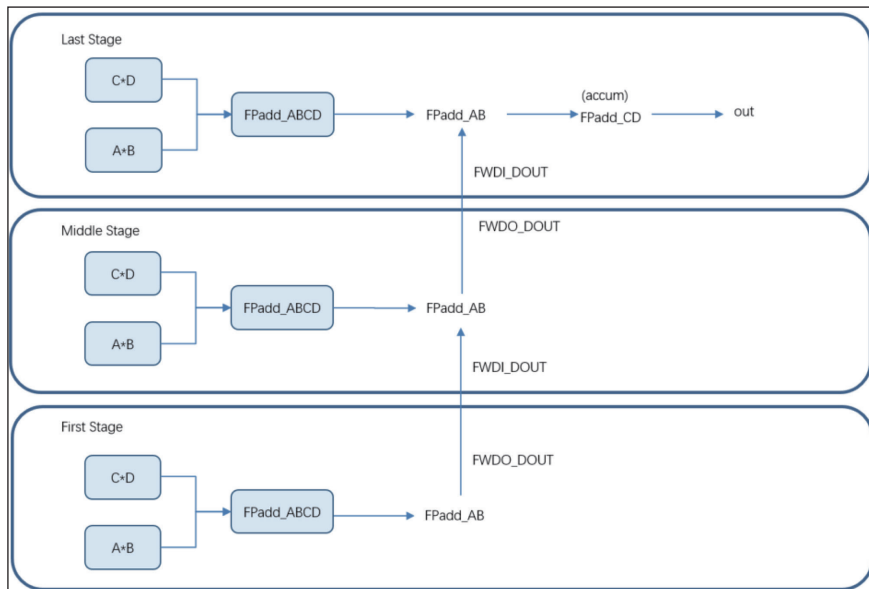 Last Stage
C*D
A*B
FPadd_ABCD
FPadd_AB
(accum)
FPadd_CD
out
FWDI_DOUT
Middle Stage
FWDO_DOUT
C*D
A*B
FPadd_ABCD
FPadd_AB
FWDI_DOUT
First Stage
FWDO_DOUT
C*D
A*B
FPadd_ABCD
FPadd_AB